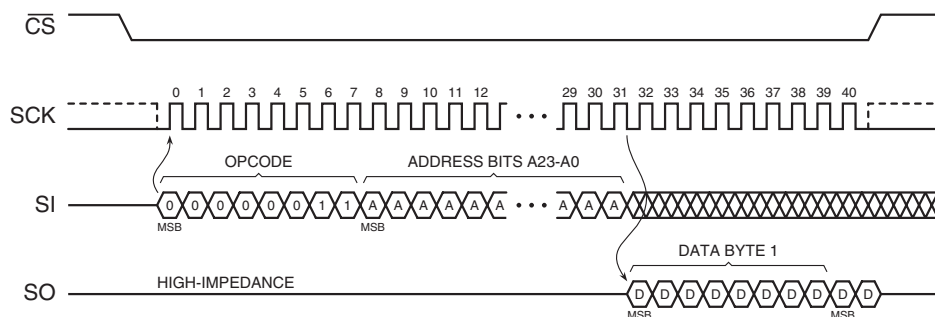 CS
0 1 2 3 4 5 6 7 8 9 10 11 12 29 30 31 32 33 34 35 36 37 38 39 40
SCK
OPCODE ADDRESS BITS A23-A0
SI 0 0 0 0 0 0 1 1 A A A A A A A A A
MSB MSB
DATA BYTE 1
HIGH-IMPEDANCE
SO D D D D D D D D D D
MSB MSB